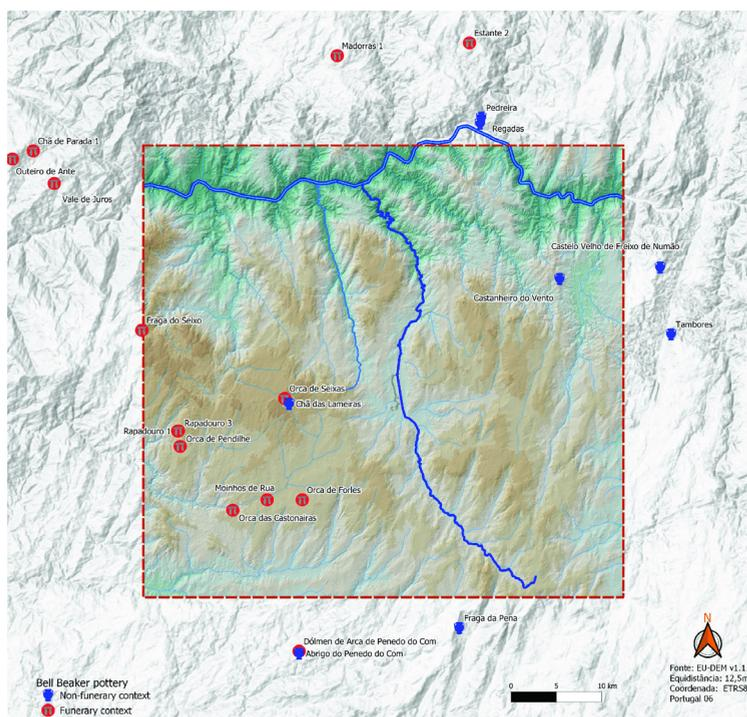 Estante 2
Madorras 1
Pedreira
Regadas
Chã de Parada 1
Outeiro de Ante
Vale de Juros
Castelo Velho de Freixo de Numão
Castanheiro do Vento
Fraga do Seixo
Tambores
Orca de Seixas
Chã das Lameiras
Rapadouro 3
Rapadouro 1
Orca de Pendilhe
Moinhos de Rua
Orca de Forles
Orca das Castonairas
Fraga da Pena
Dólmen de Arca de Penedo do Com
Abrigo do Penedo do Com
N
Bell Beaker pottery
Non-funerary context
Funerary context
0 5 10 km
Fonte: EU-DEM v1.1
Equidistância: 12,5m
Coordenada: ETRS8
Portugal 06